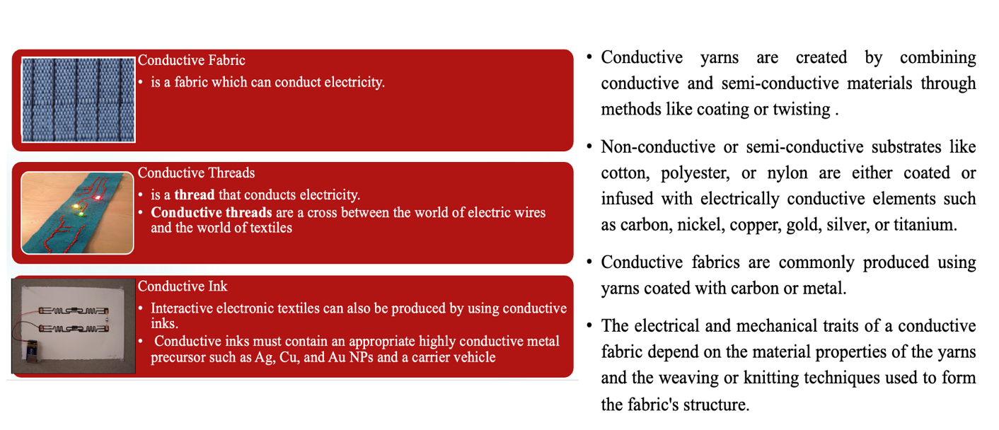 Conductive Fabric
• is a fabric which can conduct electricity.
Conductive Threads
• is a thread that conducts electricity.
• Conductive threads are a cross between the world of electric wires
and the world of textiles
Conductive Ink
• Interactive electronic textiles can also be produced by using conductive
inks.
• Conductive inks must contain an appropriate highly conductive metal
precursor such as Ag, Cu, and Au NPs and a carrier vehicle
• Conductive yarns are created by combining
conductive and semi-conductive materials through
methods like coating or twisting .
• Non-conductive or semi-conductive substrates like
cotton, polyester, or nylon are either coated or
infused with electrically conductive elements such
as carbon, nickel, copper, gold, silver, or titanium.
• Conductive fabrics are commonly produced using
yarns coated with carbon or metal.
• The electrical and mechanical traits of a conductive
fabric depend on the material properties of the yarns
and the weaving or knitting techniques used to form
the fabric's structure.